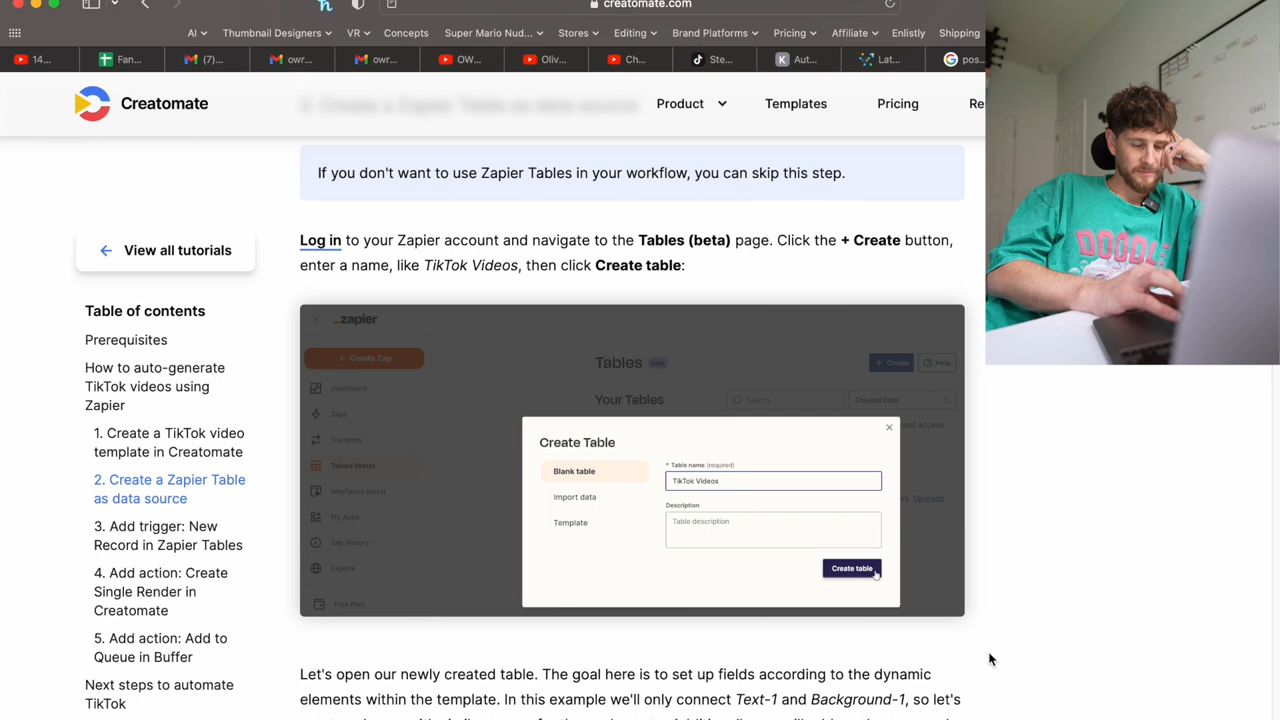 creatomate.com
AI
Thumbnail Designers
VR
Concepts
Super Mario Nud...
Stores
Editing
Brand Platforms
Pricing
Affiliate
Enlistly
Shipping
14...
Fan...
(7)...
owr...
owr...
OW...
Oliv...
Ch...
Ste...
Aut...
Lat...
pos...
Creatomate
2. Create a Zapier Table as data source
Product
Templates
Pricing
Re
If you don't want to use Zapier Tables in your workflow, you can skip this step.
View all tutorials
Table of contents
Prerequisites
How to auto-generate
TikTok videos using
Zapier
1. Create a TikTok video
template in Creatomate
2. Create a Zapier Table
as data source
3. Add trigger: New
Record in Zapier Tables
4. Add action: Create
Single Render in
Creatomate
5. Add action: Add to
Queue in Buffer
Next steps to automate
TikTok
Log in to your Zapier account and navigate to the Tables (beta) page. Click the + Create button,
enter a name, like TikTok Videos, then click Create table:
zapier
+ Create Zap
Dashboard
Zaps
Transfers
Tables (beta)
Interfaces (beta)
My Apps
Zap History
Explore
Free Plan
Tables beta
+ Create
Help
Your Tables
Search
Created Date
and access
Upgrade
Create Table
Blank table
Import data
Template
* Table name (required)
TikTok Videos
Description
Table description
Create table
Let's open our newly created table. The goal here is to set up fields according to the dynamic
elements within the template. In this example we'll only connect Text-1 and Background-1, so let's
DOODLE